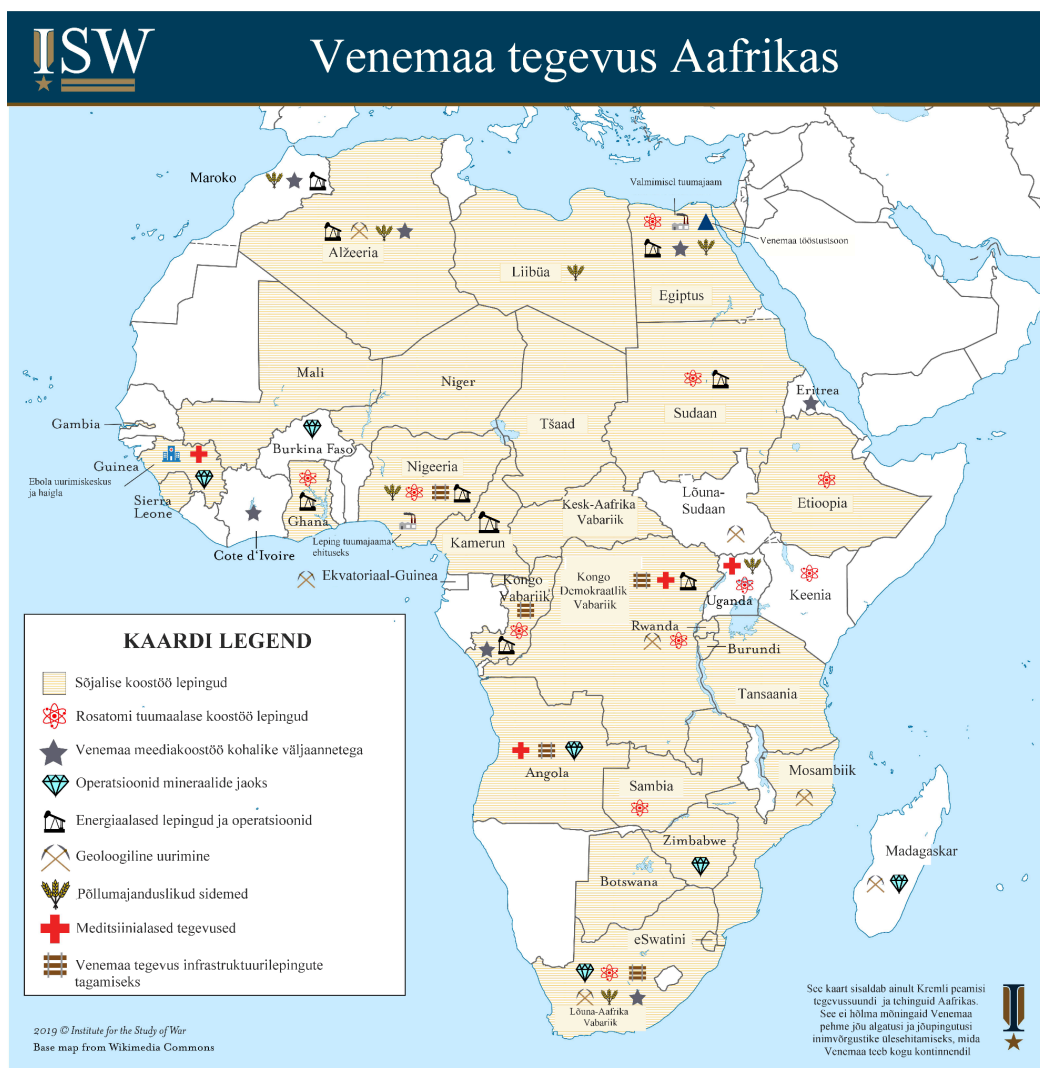 ISW
Venemaa tegevus Aafrikas
Maroko
Valmimisel tuumajaam
Venemaa tööstustsoon
Alžeeria
Liibüa
Egiptus
Mali
Niger
Tšaad
Sudaan
Eritrea
Gambia
Burkina Faso
Guinea
Nigeeria
Ebola uurimiskeskus
ja haigla
Sierra
Leone
Ghana
Kesk-Aafrika
Vabariik
Lõuna-
Sudaan
Etioopia
Cote d'Ivoire
Leping tuumajaama
ehituseks
Kamerun
Ekvatoriaal-Guinea
Kongo
Vabariik
Kongo
Demokraatlik
Vabariik
Uganda
Keenia
Rwanda
Burundi
Tansaania
Angola
Sambia
Mosambiik
Zimbabwe
Botswana
Madagaskar
eSwatini
Lõuna-Aafrika
Vabariik
KAARDI LEGEND
Sõjalise koostöö lepingud
Rosatomi tuumaalase koostöö lepingud
Venemaa meediakoostöö kohalike väljaannetega
Operatsioonid mineraalide jaoks
Energiaalased lepingud ja operatsioonid
Geoloogiline uurimine
Põllumajanduslikud sidemed
Meditsiinialased tegevused
Venemaa tegevus infrastruktuurilepingute
tagamiseks
2019 © Institute for the Study of War
Base map from Wikimedia Commons
See kaart sisaldab ainult Kremli peamisi
tegevussuundi ja tehinguid Aafrikas.
See ei hõlma mõningaid Venemaa
pehme jõu algatusi ja jõupingutusi
inimvõrgustike ülesehitamiseks, mida
Venemaa teeb kogu kontinendil